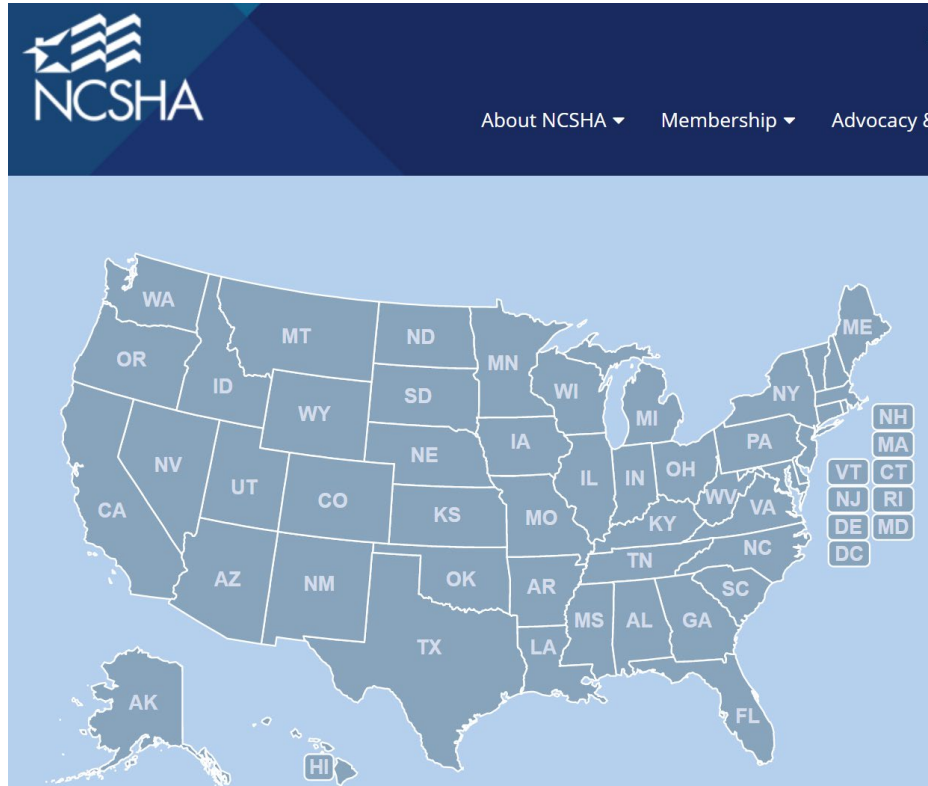 NCSHA
About NCSHA Membership Advocacy &
WA
MT
ND
MN
ME
OR
ID
SD
WI
NY
WY
MI
NH
NE
IA
PA
MA
NV
UT
CO
IL
IN
OH
VT
CT
CA
KS
MO
WV
VA
NJ
RI
KY
DE
MD
TN
NC
DC
AZ
NM
OK
AR
SC
MS
AL
GA
TX
LA
AK
FL
HI